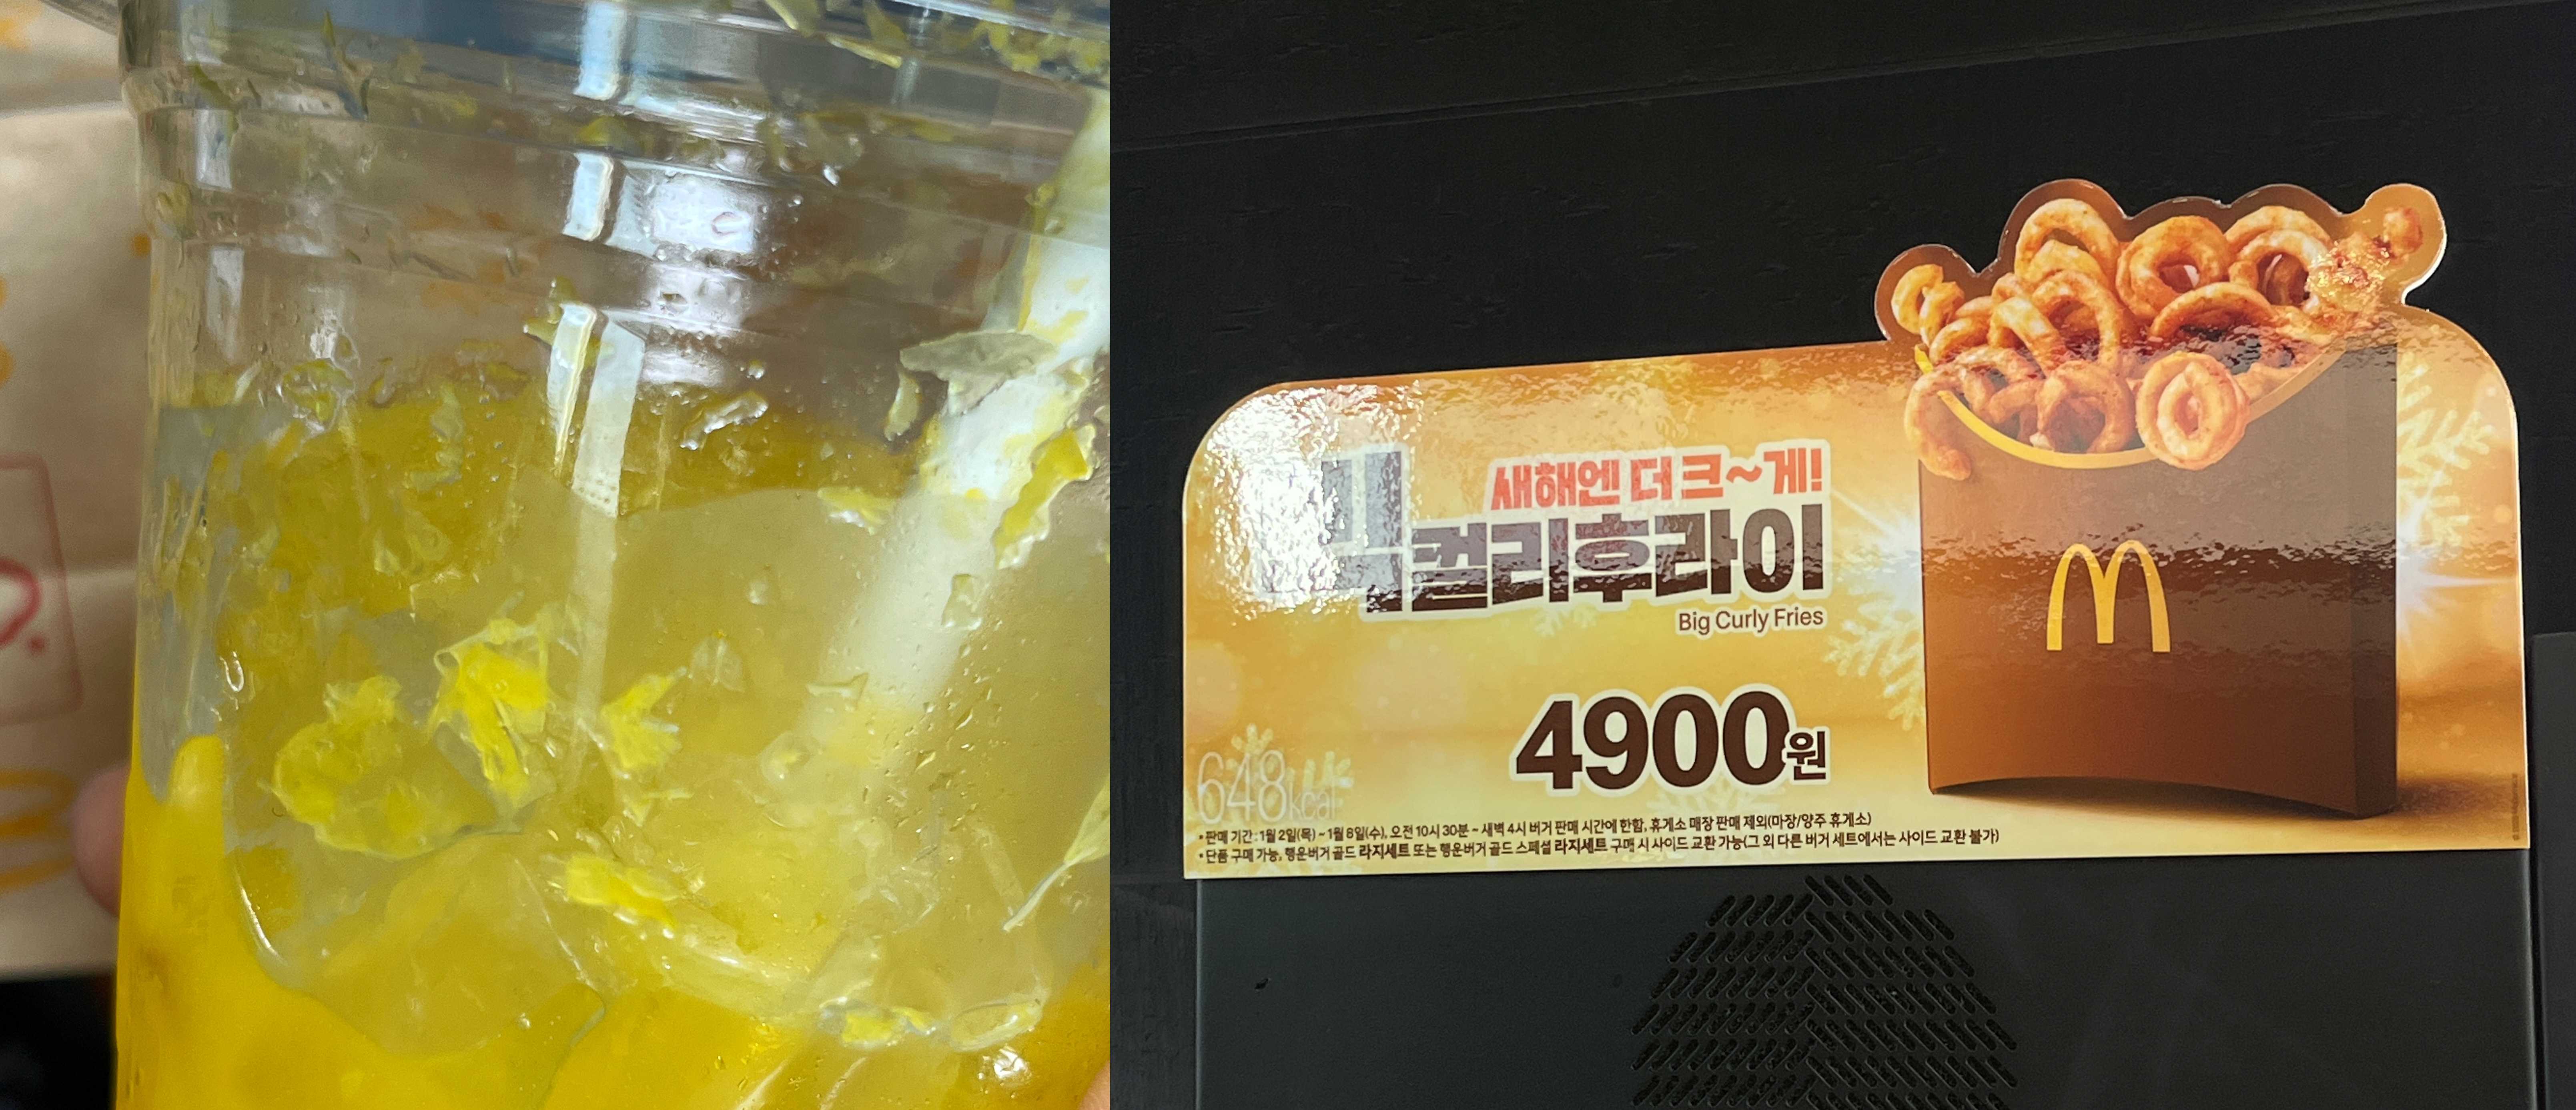 새해엔 더 크~게!
빅컬리후라이
Big Curly Fries
4900원
648kcal
• 판매 기간 : 1월 2일(목) ~ 1월 8일(수), 오전 10시 30분 ~ 새벽 4시 버거 판매 시간에 한함, 휴게소 매장 판매 제외(마장/양주 휴게소)
• 단품 구매 가능, 행운버거 골드 라지세트 또는 행운버거 골드 스페셜 라지세트 구매 시 사이드 교환 가능(그 외 다른 버거 세트에서는 사이드 교환 불가)